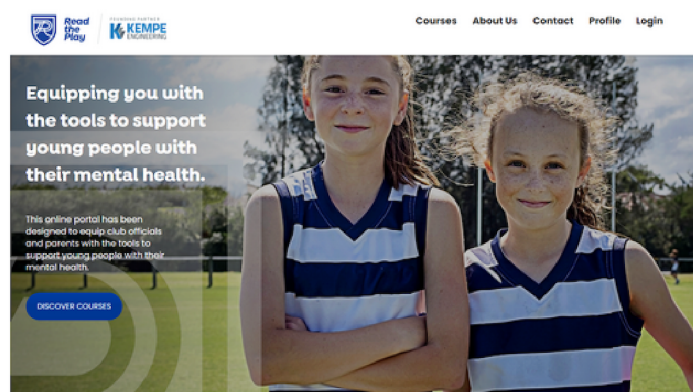 Read
the
Play
FOUNDING PARTNER
KEMPE
ENGINEERING
Courses About Us Contact Profile Login
Equipping you with
the tools to support
young people with
their mental health.
This online portal has been
designed to equip club officials
and parents with the tools to
support young people with their
mental health.
DISCOVER COURSES